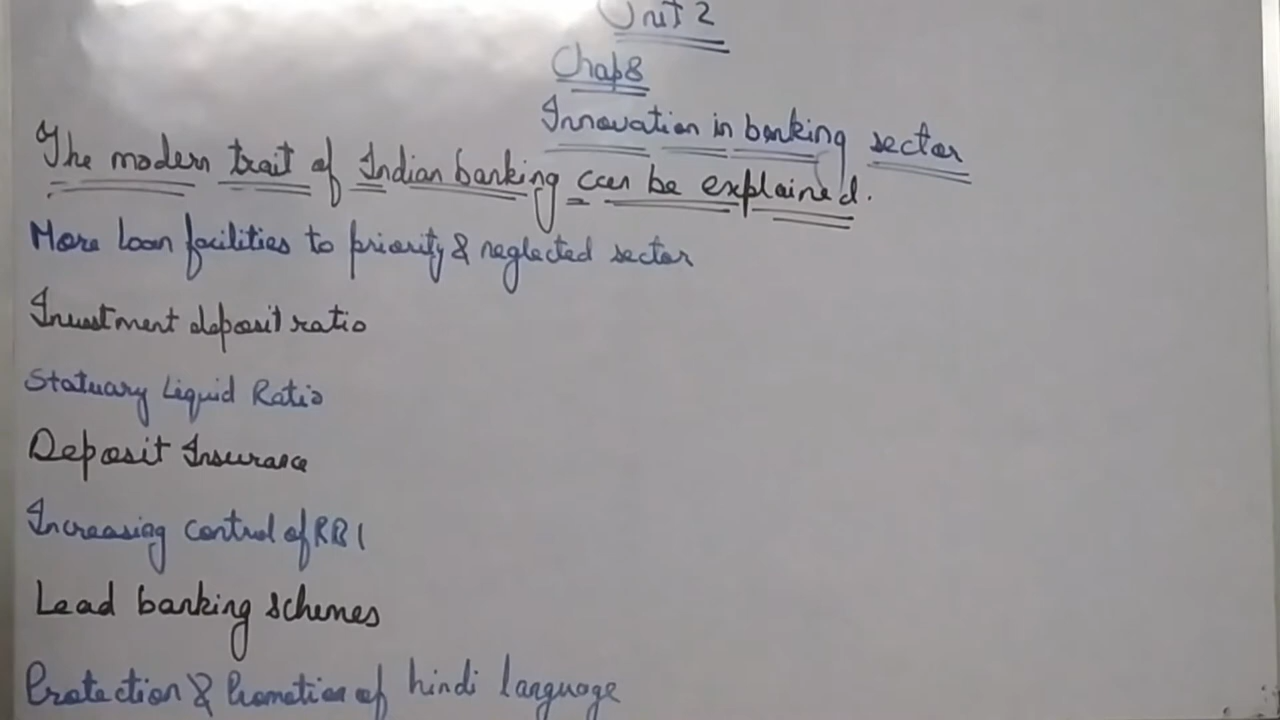 Unit 2
Chap 8
Innovation in banking sector
The modern trait of Indian banking can be explained.
More loan facilities to priority & neglected sector
Investment deposit ratio
Statuary Liquid Ratio
Deposit Insurance
Increasing control of RBI
Lead banking schemes
Protection & Promotion of hindi language